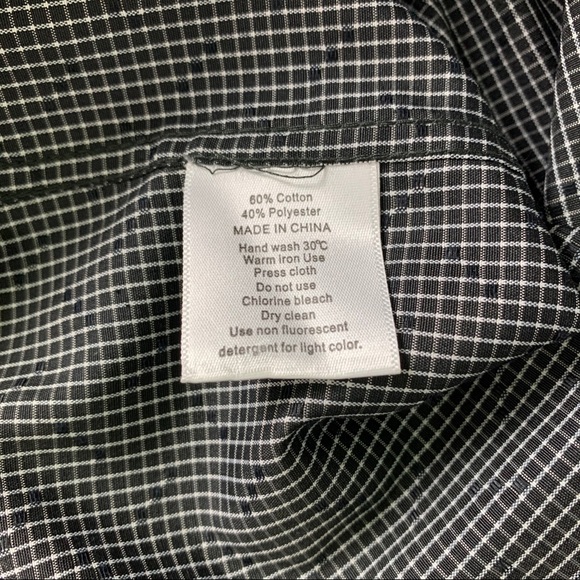 60% Cotton
40% Polyester
MADE IN CHINA
Hand wash 30℃
Warm iron Use
Press cloth
Do not use
Chlorine bleach
Dry clean
Use non fluorescent
detergent for light color.